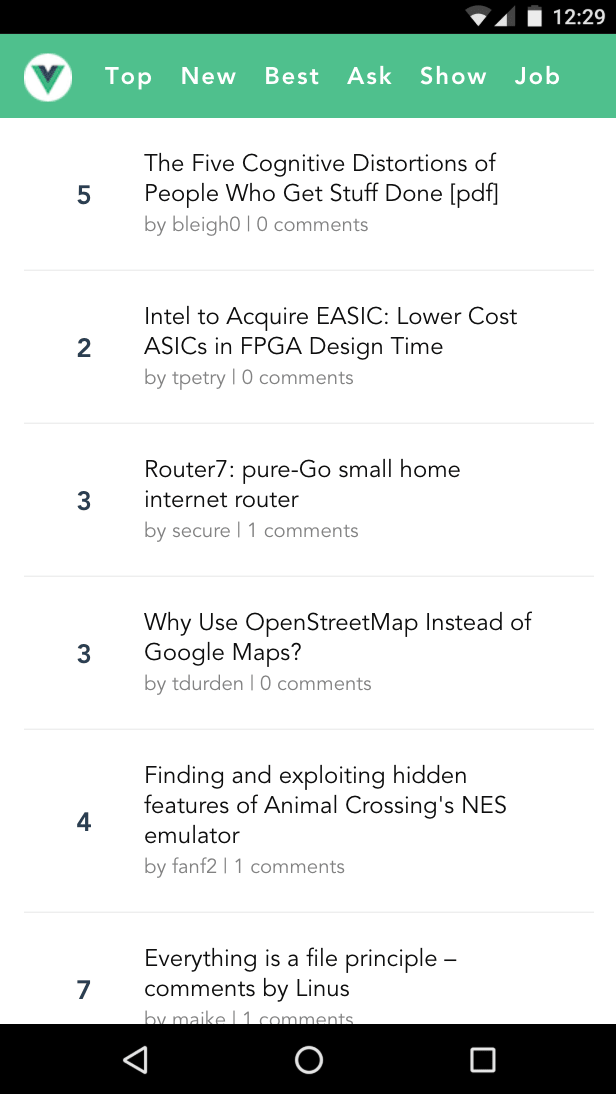 12:29
Top New Best Ask Show Job
The Five Cognitive Distortions of
5
People Who Get Stuff Done [pdf]
by bleigh0 | 0 comments
Intel to Acquire EASIC: Lower Cost
2
ASICs in FPGA Design Time
by tpetry | 0 comments
Router7: pure-Go small home
3
internet router
by secure | 1 comments
Why Use OpenStreetMap Instead of
3
Google Maps?
by tdurden | 0 comments
Finding and exploiting hidden
features of Animal Crossing's NES
4
emulator
by fanf2 | 1 comments
Everything is a file principle –
7
comments by Linus
by majke | 1 comments